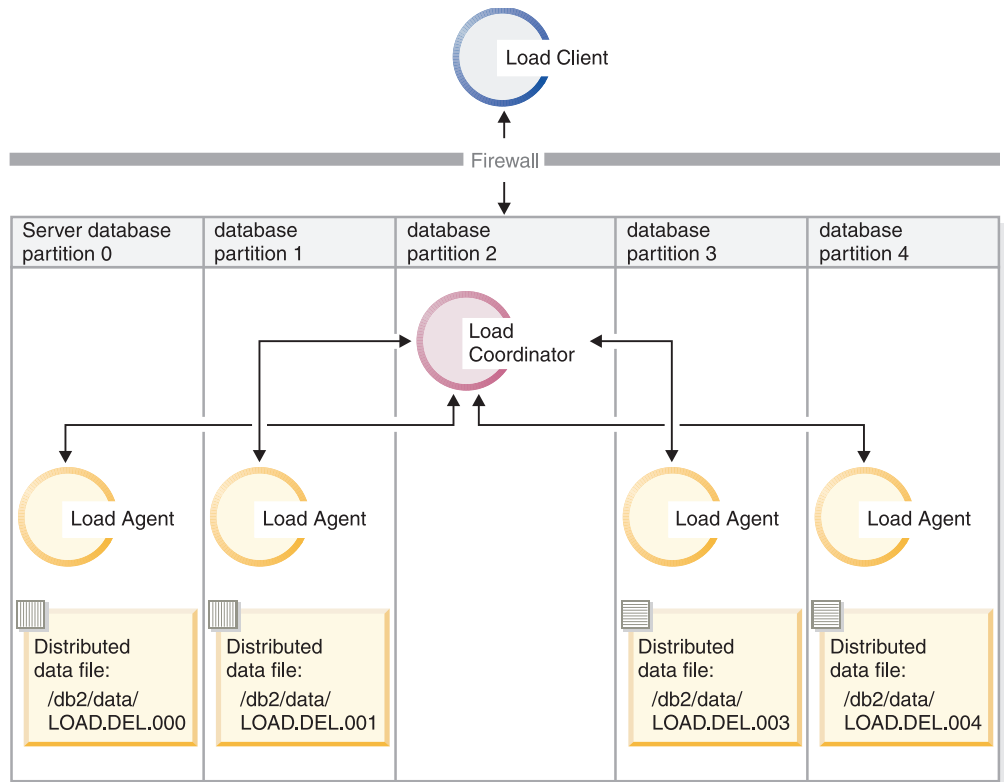 Load Client
Firewall
Server database
partition 0
database
partition 1
database
partition 2
database
partition 3
database
partition 4
Load
Coordinator
Load Agent
Load Agent
Load Agent
Load Agent
Distributed
data file:
/db2/data/
LOAD.DEL.000
Distributed
data file:
/db2/data/
LOAD.DEL.001
Distributed
data file:
/db2/data/
LOAD.DEL.003
Distributed
data file:
/db2/data/
LOAD.DEL.004